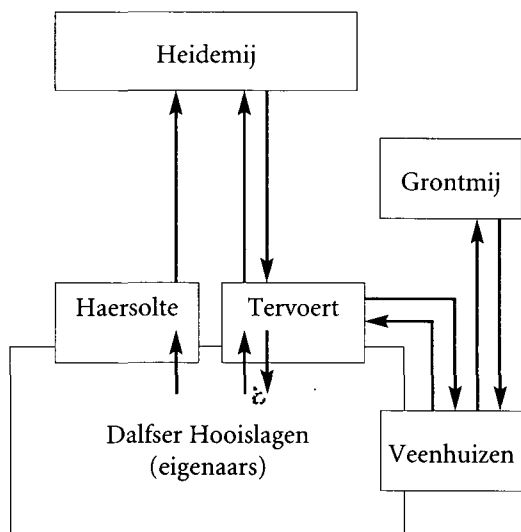 Heidemij
Grontmij
Haersolte
Tervoert
Dalfser Hooislagen
(eigenaars)
Veenhuizen